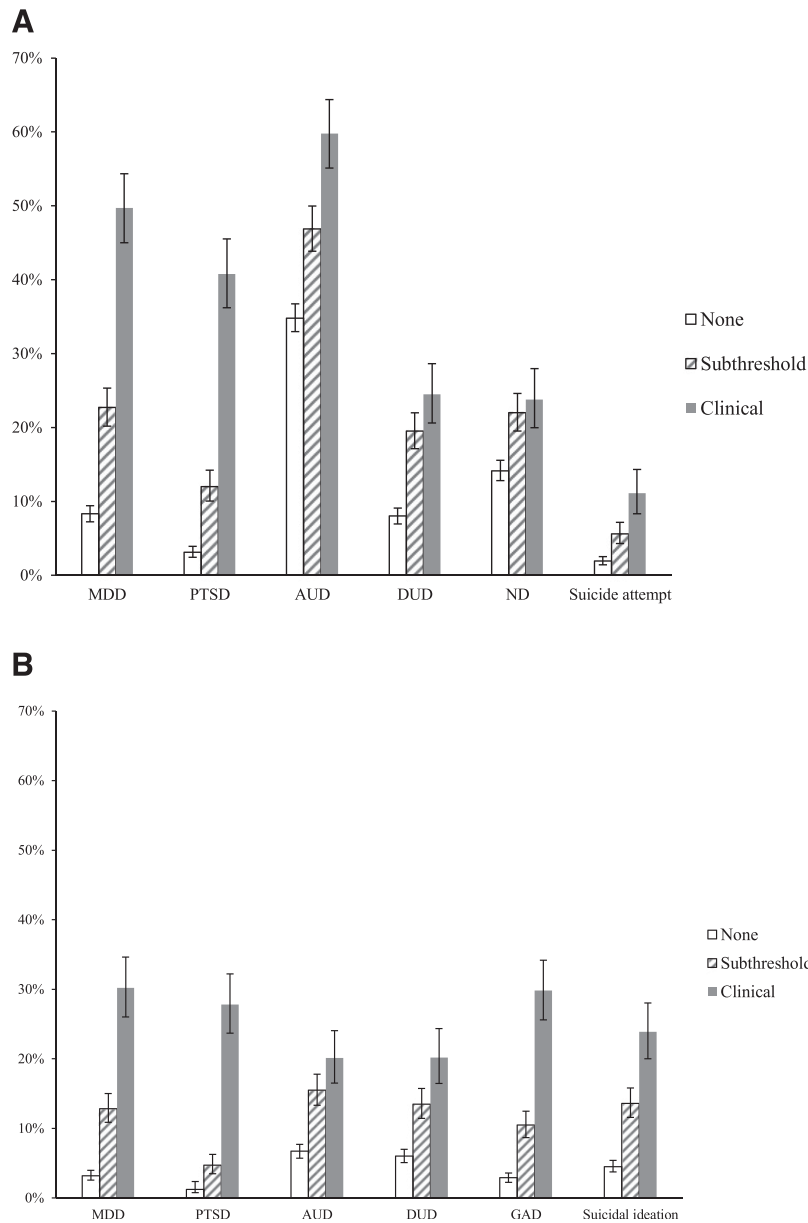 A
70%
60%
50%
40%
30%
20%
10%
0%
MDD PTSD AUD DUD ND Suicide attempt
None
Subthreshold
Clinical
B
70%
60%
50%
40%
30%
20%
10%
0%
MDD PTSD AUD DUD GAD Suicidal ideation
None
Subthreshold
Clinical